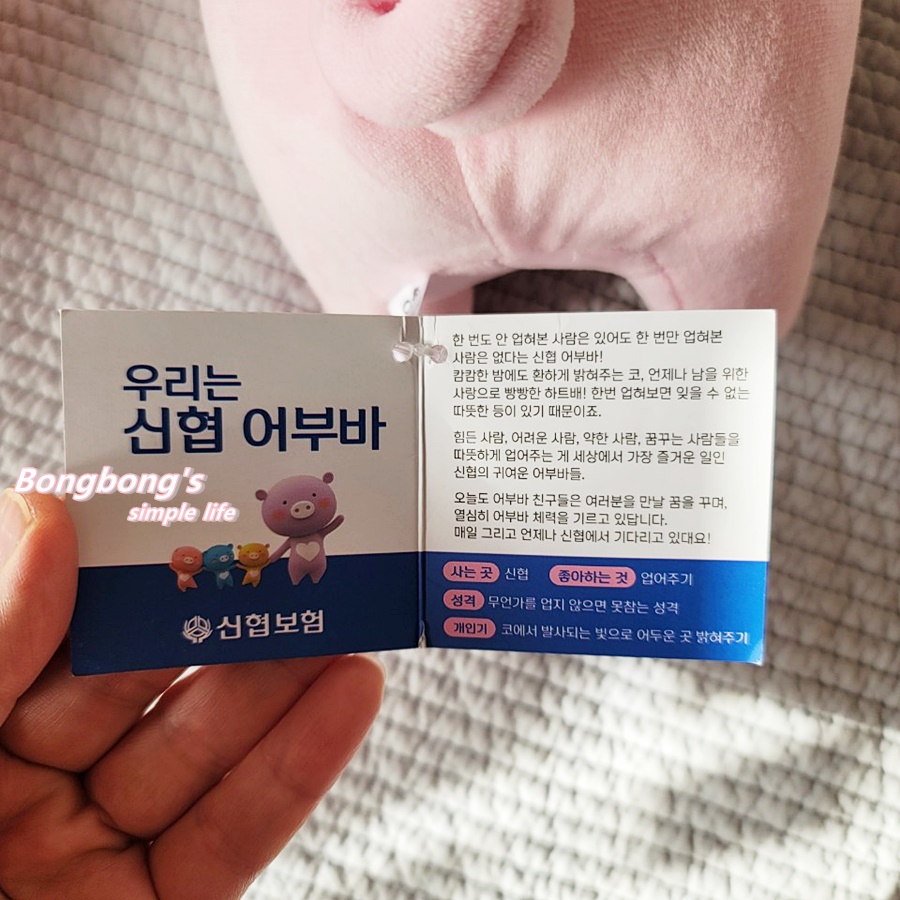 우리는
신협 어부바
Bongbong's
simple life
신협보험
한 번도 안 업혀본 사람은 있어도 한 번만 업혀본
사람은 없다는 신협 어부바!
캄캄한 밤에도 환하게 밝혀주는 코, 언제나 남을 위한
사랑으로 빵빵한 하트배! 한번 업혀보면 잊을 수 없는
따뜻한 등이 있기 때문이죠.
힘든 사람, 어려운 사람, 약한 사람, 꿈꾸는 사람들을
따뜻하게 업어주는 게 세상에서 가장 즐거운 일인
신협의 귀여운 어부바들.
오늘도 어부바 친구들은 여러분을 만날 꿈을 꾸며,
열심히 어부바 체력을 기르고 있답니다.
매일 그리고 언제나 신협에서 기다리고 있대요!
사는 곳 신협 좋아하는 것 업어주기
성격 무언가를 업지 않으면 못참는 성격
개인기 코에서 발사되는 빛으로 어두운 곳 밝혀주기